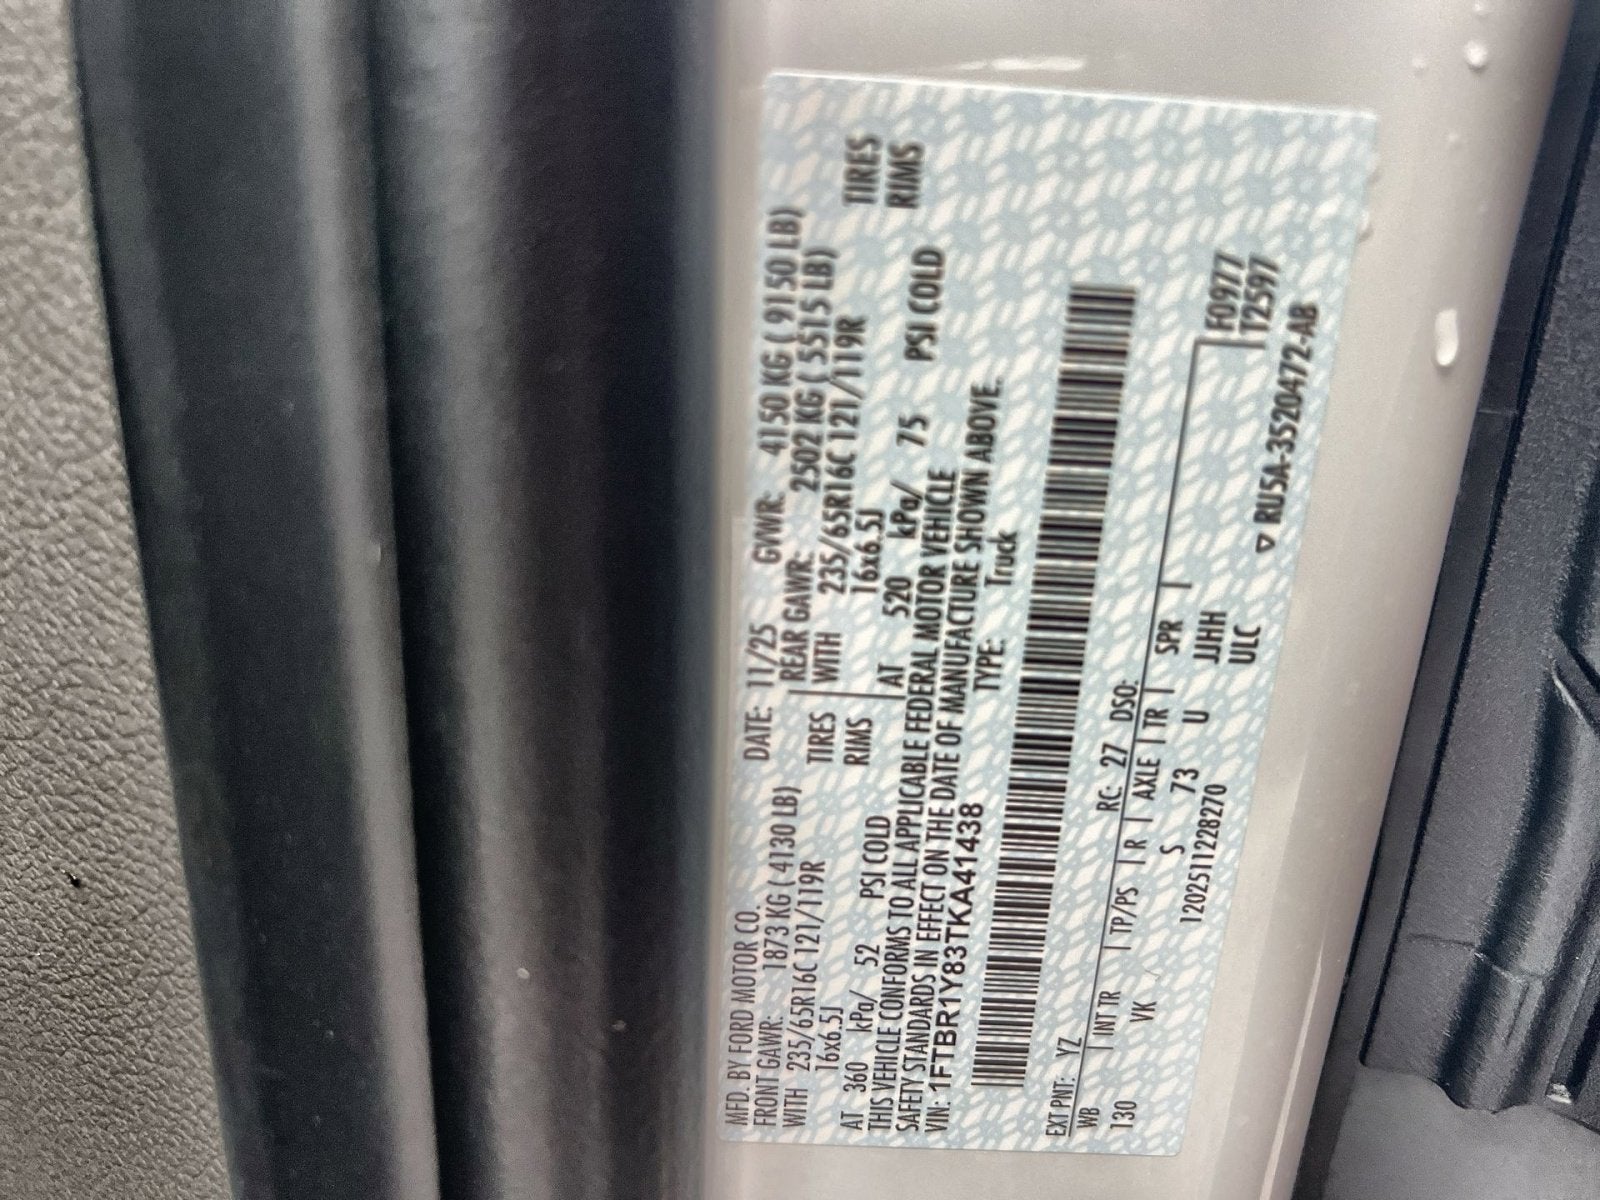 MFD. BY FORD MOTOR CO.
DATE: 11/25 GVWR: 4150 KG ( 9150 LB)
FRONT GAWR: 1873 KG ( 4130 LB)
REAR GAWR: 2502 KG ( 5515 LB)
WITH 235/65R16C 121/119R TIRES
WITH 235/65R16C 121/119R TIRES
16x6.5J RIMS
16x6.5J RIMS
AT 360 kPa/ 52 PSI COLD
AT 520 kPa/ 75 PSI COLD
THIS VEHICLE CONFORMS TO ALL APPLICABLE FEDERAL MOTOR VEHICLE
SAFETY STANDARDS IN EFFECT ON THE DATE OF MANUFACTURE SHOWN ABOVE.
VIN: 1FTBR1Y83TKA41438
TYPE: Truck
EXT PNT: YZ RC: 27 DSO:
WB INT TR TP/PS R AXLE TR SPR
F0977
T2597
130 VK S 73 U JJHH
1202511228270 ULC
▽ RU5A-3520472-AB